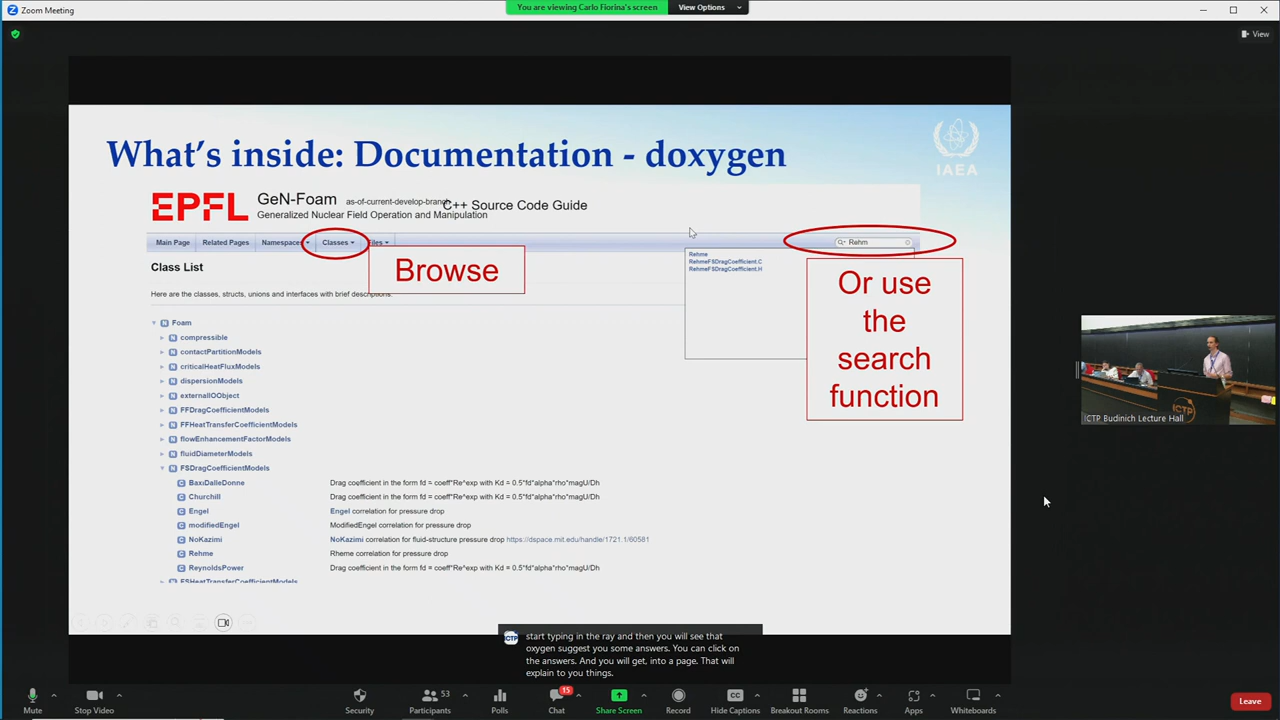 Zoom Meeting
You are viewing Carlo Fiorina's screen
View Options
View
What's inside: Documentation - doxygen
IAEA
EPFL
GeN-Foam as-of-current-develop-branch
C++ Source Code Guide
Generalized Nuclear Field Operation and Manipulation
Main Page Related Pages Namespaces Classes Files
Rehm
Browse
Rehme
RehmeFSDragCoefficient.C
RehmeFSDragCoefficient.H
Or use
the
search
function
Class List
Here are the classes, structs, unions and interfaces with brief descriptions:
N Foam
N compressible
N contactPartitionModels
N criticalHeatFluxModels
N dispersionModels
N externalIOObject
N FFDragCoefficientModels
N FFHeatTransferCoefficientModels
N flowEnhancementFactorModels
N fluidDiameterModels
N FSDragCoefficientModels
C BaxiDalleDonne Drag coefficient in the form fd = coeff*Re^exp with Kd = 0.5*fd*alpha*rho*magU/Dh
C Churchill Drag coefficient in the form fd = coeff*Re^exp with Kd = 0.5*fd*alpha*rho*magU/Dh
C Engel Engel correlation for pressure drop
C modifiedEngel ModifiedEngel correlation for pressure drop
C NoKazimi NoKazimi correlation for fluid-structure pressure drop https://dspace.mit.edu/handle/1721.1/60581
C Rehme Rheme correlation for pressure drop
C ReynoldsPower Drag coefficient in the form fd = coeff*Re^exp with Kd = 0.5*fd*alpha*rho*magU/Dh
N FSHeatTransferCoefficientModels
ICTP
ICTP Budinich Lecture Hall
ICTP
start typing in the ray and then you will see that
oxygen suggest you some answers. You can click on
the answers. And you will get, into a page. That will
explain to you things.
53
15
Mute Stop Video Security Participants Polls Chat Share Screen Record Hide Captions Breakout Rooms Reactions Apps Whiteboards Leave